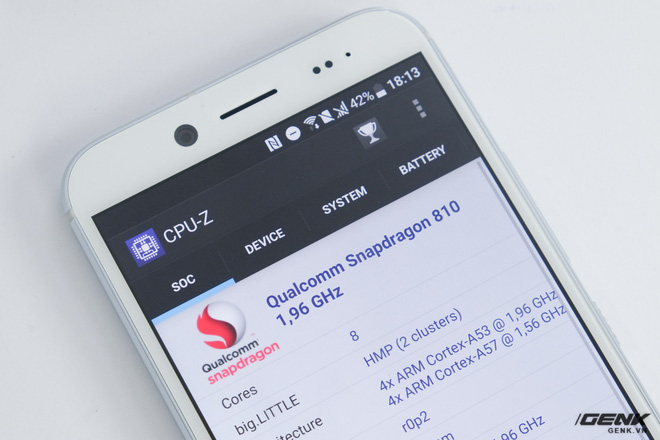 42% 18:13
CPU-Z
SOC DEVICE SYSTEM BATTERY
Qualcomm Snapdragon 810
1,96 GHz
Qualcomm
snapdragon
Cores 8
big.LITTLE HMP (2 clusters)
4x ARM Cortex-A53 @ 1,96 GHz
4x ARM Cortex-A57 @ 1,56 GHz
r0p2
GENK
GENK.VN